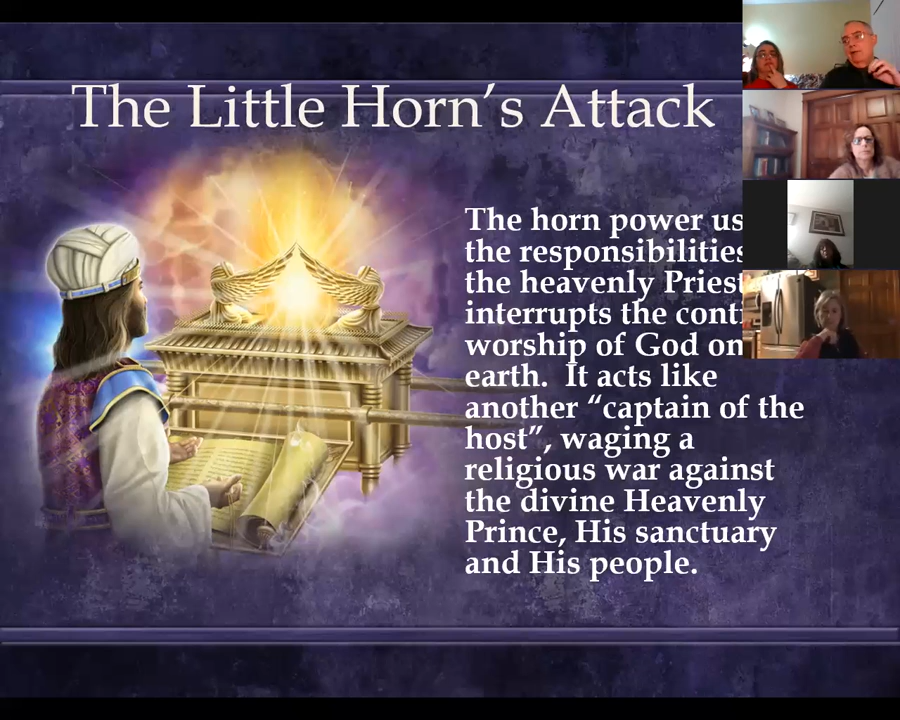 The Little Horn's Attack
The horn power
the responsibilities
the heavenly Priest
interrupts the
worship of God on
earth. It acts like
another “captain of the
host”, waging a
religious war against
the divine Heavenly
Prince, His sanctuary
and His people.